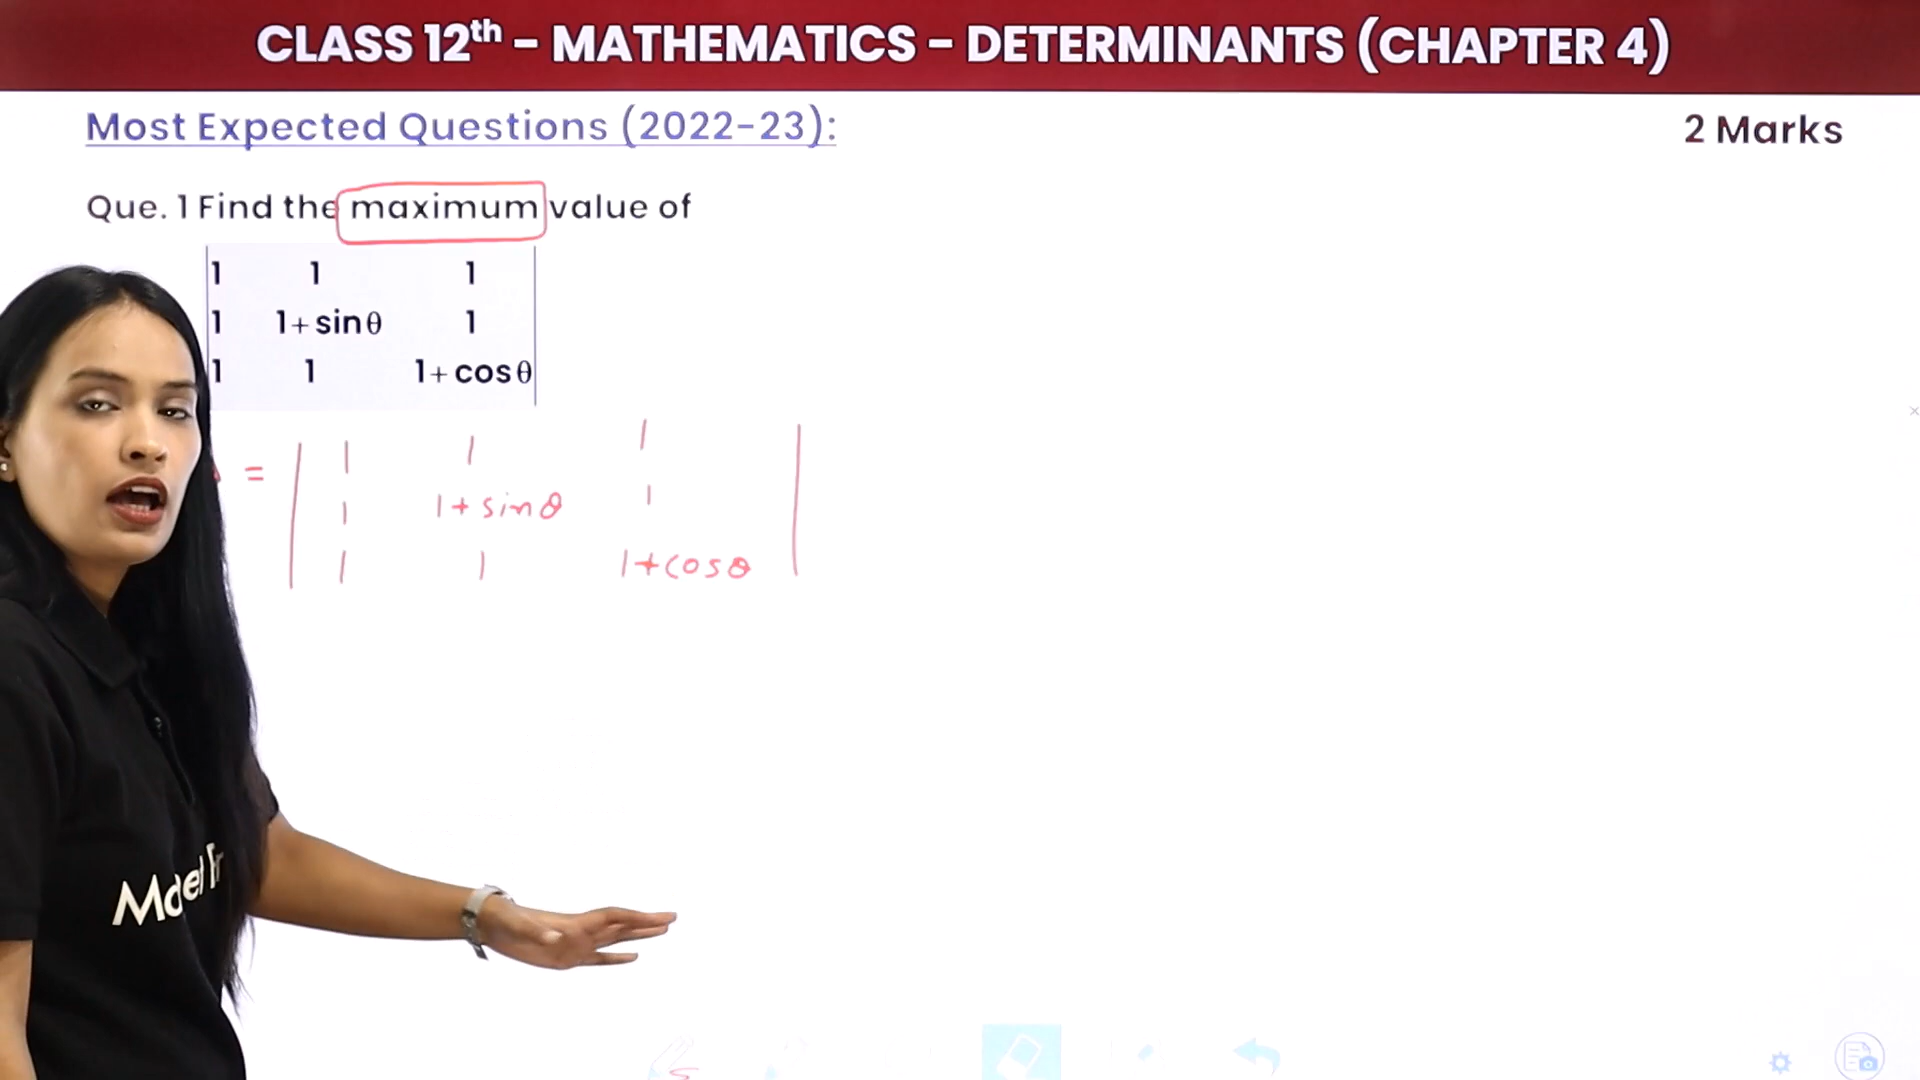 CLASS 12th - MATHEMATICS - DETERMINANTS (CHAPTER 4)
Most Expected Questions (2022-23):
2 Marks
Que. 1 Find the maximum value of
1 1 1
1 1+ sinθ 1
1 1 1+ cosθ
= | 1 1 1 |
1 1+sinθ 1
1 1 1+cosθ